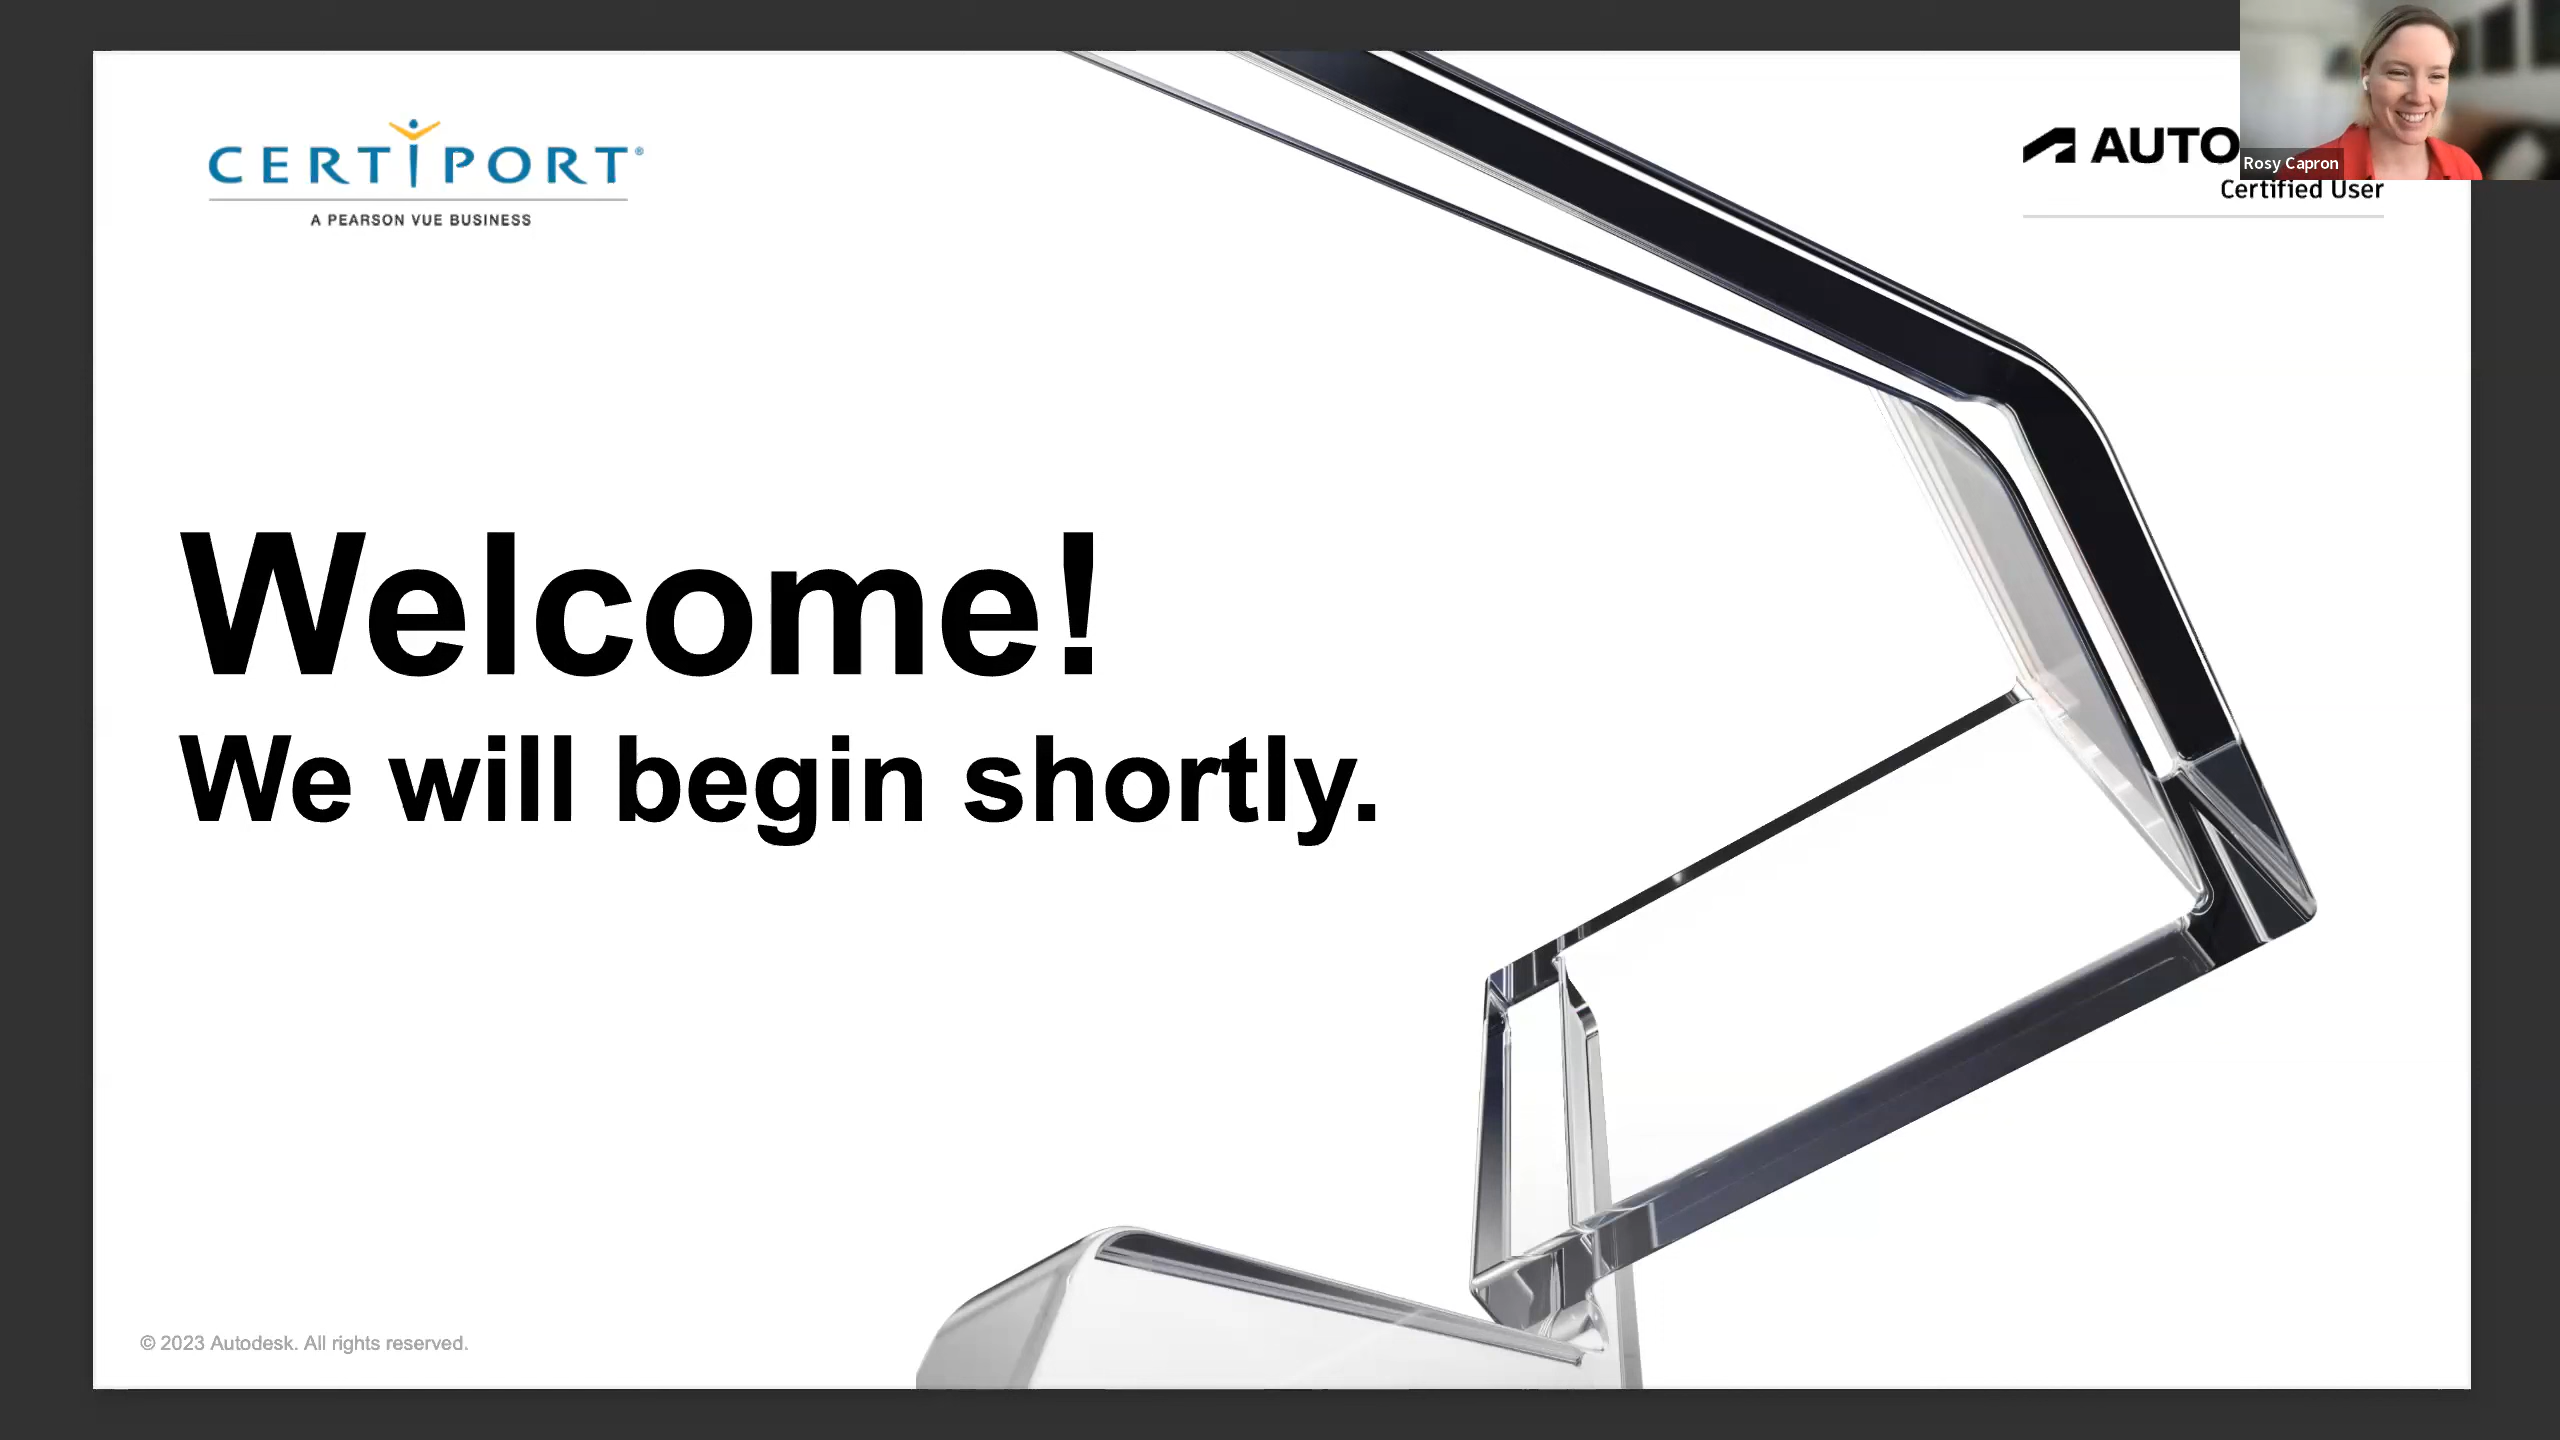 CERTIPORT®
A PEARSON VUE BUSINESS
AUTO
Rosy Capron
Certified User
Welcome!
We will begin shortly.
© 2023 Autodesk. All rights reserved.